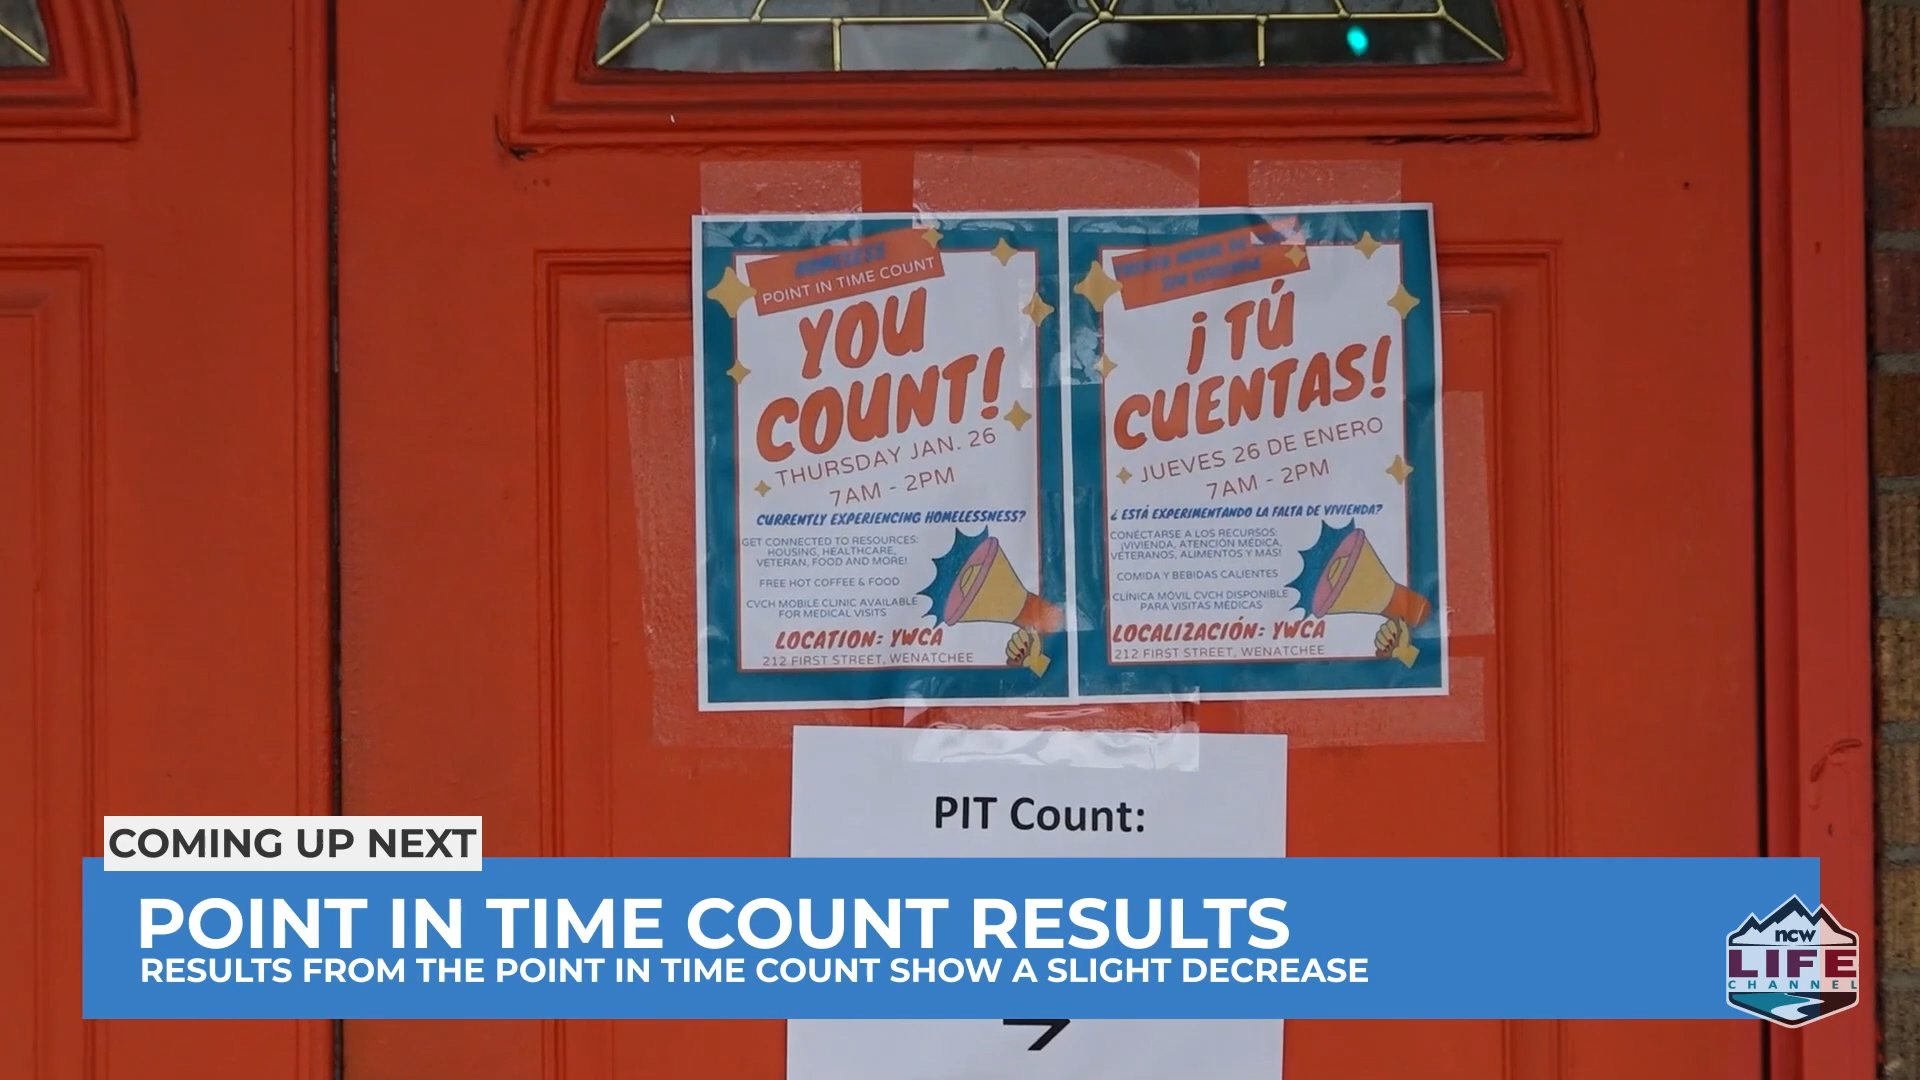 HOMELESS
POINT IN TIME COUNT
YOU
COUNT!
THURSDAY JAN. 26
7AM - 2PM
CURRENTLY EXPERIENCING HOMELESSNESS?
GET CONNECTED TO RESOURCES:
HOUSING, HEALTHCARE,
VETERAN, FOOD AND MORE!
FREE HOT COFFEE & FOOD
CVCH MOBILE CLINIC AVAILABLE
FOR MEDICAL VISITS
LOCATION: YWCA
212 FIRST STREET, WENATCHEE
SIN VIVIENDA
¡TÚ
CUENTAS!
JUEVES 26 DE ENERO
7AM - 2PM
¿ ESTÁ EXPERIMENTANDO LA FALTA DE VIVIENDA?
CONÉCTARSE A LOS RECURSOS:
¡VIVIENDA, ATENCIÓN MÉDICA,
VETERANOS, ALIMENTOS Y MÁS!
COMIDA Y BEBIDAS CALIENTES
CLÍNICA MÓVIL CVCH DISPONIBLE
PARA VISITAS MÉDICAS
LOCALIZACIÓN: YWCA
212 FIRST STREET, WENATCHEE
PIT Count:
COMING UP NEXT
POINT IN TIME COUNT RESULTS
RESULTS FROM THE POINT IN TIME COUNT SHOW A SLIGHT DECREASE
ncw
LIFE
CHANNEL